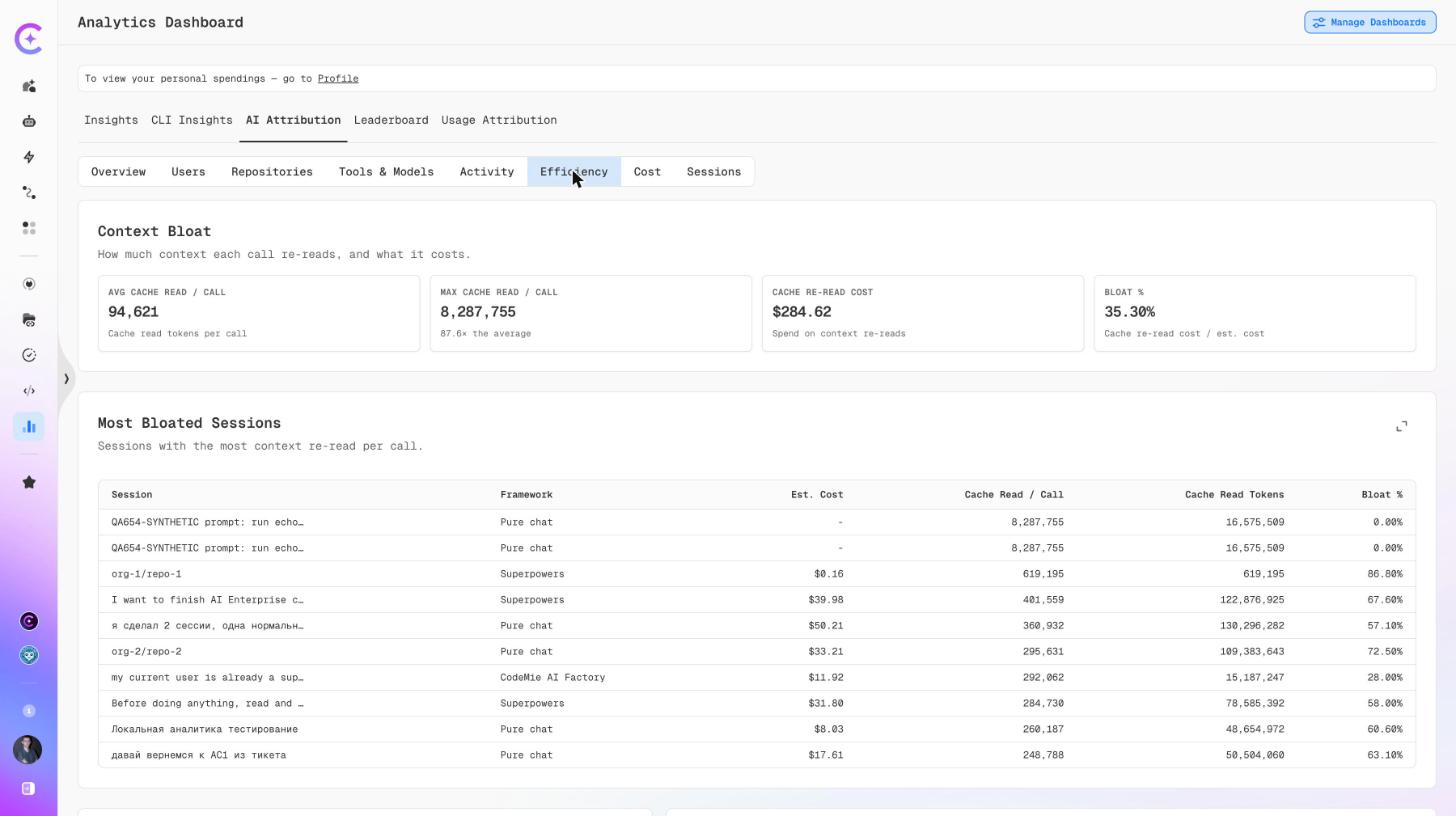 Analytics Dashboard
Manage Dashboards
To view your personal spendings — go to Profile
Insights CLI Insights AI Attribution Leaderboard Usage Attribution
Overview Users Repositories Tools & Models Activity Efficiency Cost Sessions
Context Bloat
How much context each call re-reads, and what it costs.
AVG CACHE READ / CALL
94,621
Cache read tokens per call
MAX CACHE READ / CALL
8,287,755
87.6× the average
CACHE RE-READ COST
$284.62
Spend on context re-reads
BLOAT %
35.30%
Cache re-read cost / est. cost
Most Bloated Sessions
Sessions with the most context re-read per call.
Session Framework Est. Cost Cache Read / Call Cache Read Tokens Bloat %
QA654-SYNTHETIC prompt: run echo… Pure chat - 8,287,755 16,575,509 0.00%
QA654-SYNTHETIC prompt: run echo… Pure chat - 8,287,755 16,575,509 0.00%
org-1/repo-1 Superpowers $0.16 619,195 619,195 86.80%
I want to finish AI Enterprise c… Superpowers $39.98 401,559 122,876,925 67.60%
я сделал 2 сессии, одна нормальн… Pure chat $50.21 360,932 130,296,282 57.10%
org-2/repo-2 Pure chat $33.21 295,631 109,383,643 72.50%
my current user is already a sup… CodeMie AI Factory $11.92 292,062 15,187,247 28.00%
Before doing anything, read and … Superpowers $31.80 284,730 78,585,392 58.00%
Локальная аналитика тестирование Pure chat $8.03 260,187 48,654,972 60.60%
давай вернемся к AC1 из тикета Pure chat $17.61 248,788 50,504,060 63.10%